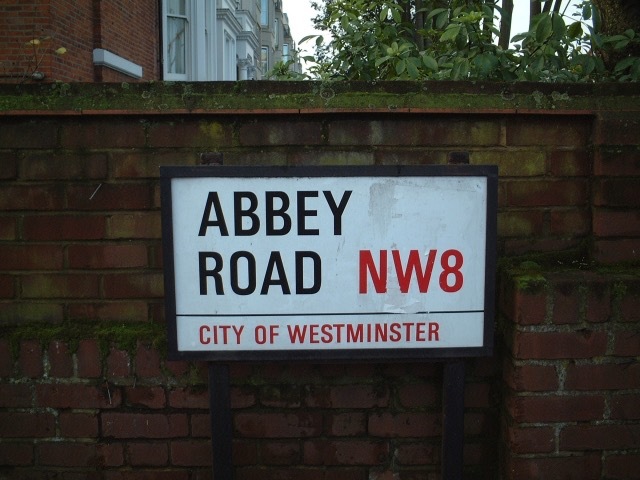 ABBEY
ROAD NW8
CITY OF WESTMINSTER